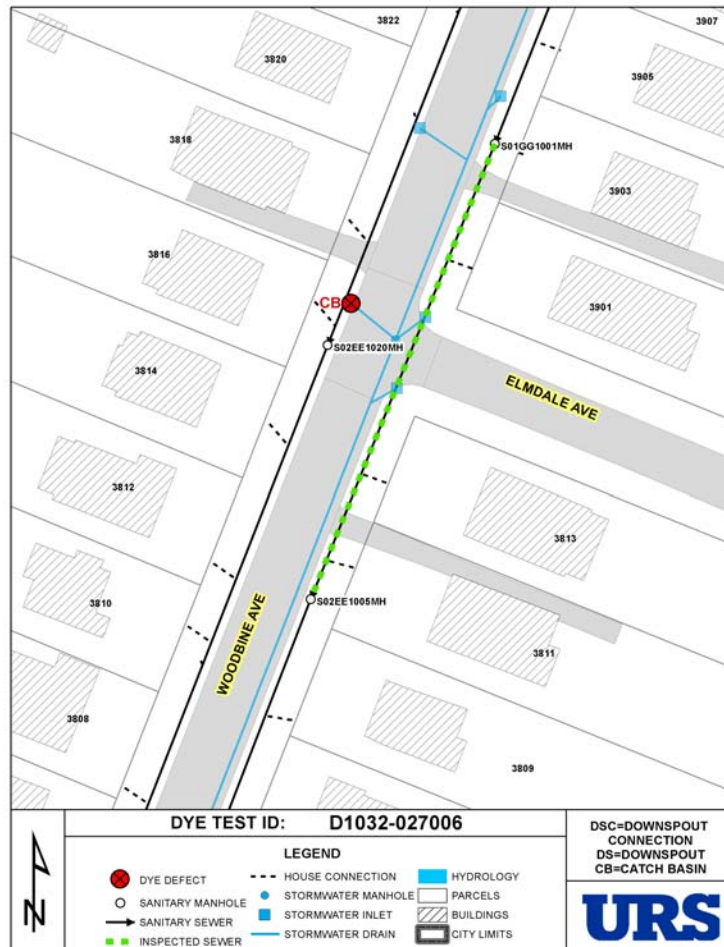 3822
3907
3820
3905
3818
S01GG1001MH
3903
3816
CB
3901
S02EE1020MH
3814
ELMDALE AVE
3812
3813
3810
S02EE1005MH
WOODBINE AVE
3811
3808
3809
N
DYE TEST ID: D1032-027006
LEGEND
DYE DEFECT
SANITARY MANHOLE
SANITARY SEWER
INSPECTED SEWER
HOUSE CONNECTION
STORMWATER MANHOLE
STORMWATER INLET
STORMWATER DRAIN
HYDROLOGY
PARCELS
BUILDINGS
CITY LIMITS
DSC=DOWNSPOUT
CONNECTION
DS=DOWNSPOUT
CB=CATCH BASIN
URS